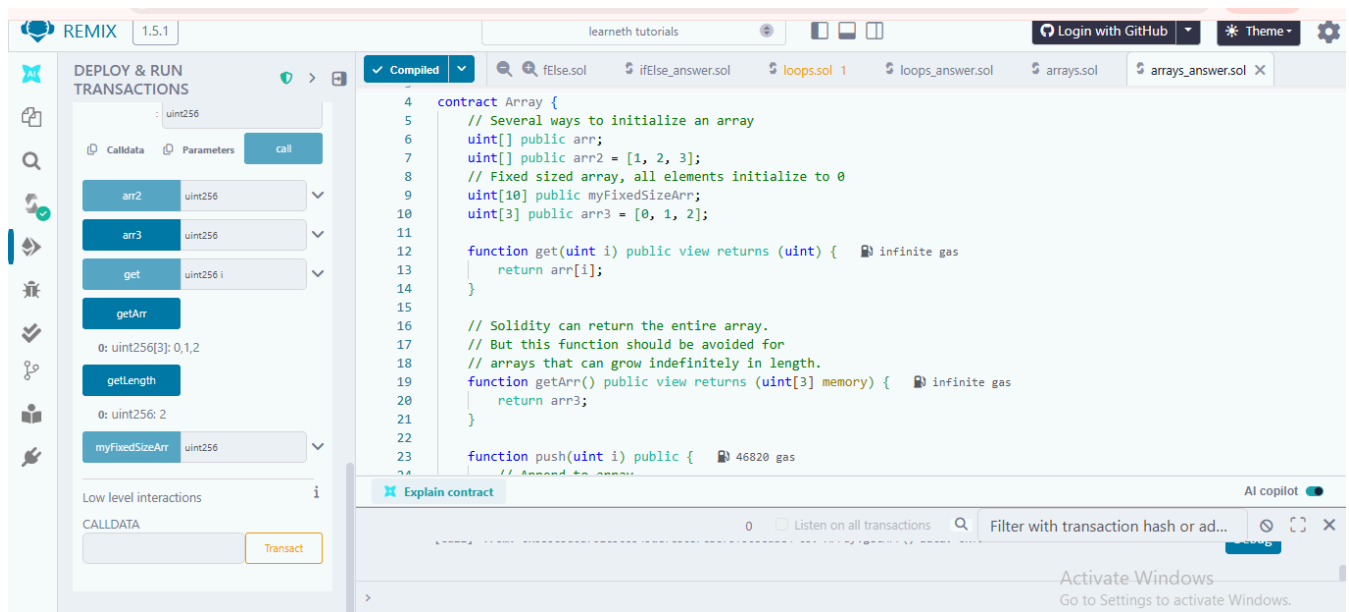 REMIX 1.5.1 learneth tutorials Login with GitHub Theme
DEPLOY & RUN
TRANSACTIONS
: uint256
Calldata Parameters call
arr2 uint256
arr3 uint256
get uint256 i
getArr
0: uint256[3]: 0,1,2
getLength
0: uint256: 2
myFixedSizeArr uint256
Low level interactions i
CALLDATA
Transact
Compiled fElse.sol ifElse_answer.sol loops.sol 1 loops_answer.sol arrays.sol arrays_answer.sol
4 contract Array {
5 // Several ways to initialize an array
6 uint[] public arr;
7 uint[] public arr2 = [1, 2, 3];
8 // Fixed sized array, all elements initialize to 0
9 uint[10] public myFixedSizeArr;
10 uint[3] public arr3 = [0, 1, 2];
11
12 function get(uint i) public view returns (uint) { infinite gas
13 return arr[i];
14 }
15
16 // Solidity can return the entire array.
17 // But this function should be avoided for
18 // arrays that can grow indefinitely in length.
19 function getArr() public view returns (uint[3] memory) { infinite gas
20 return arr3;
21 }
22
23 function push(uint i) public { 46820 gas
24 // Append to array
Explain contract AI copilot
0 Listen on all transactions Filter with transaction hash or ad...
Debug
>
Activate Windows
Go to Settings to activate Windows.